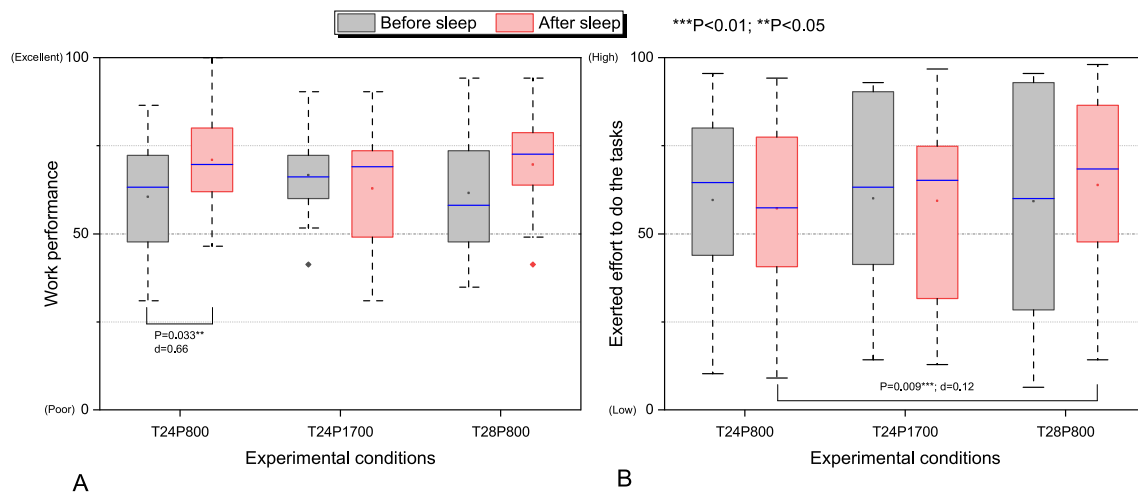 Before sleep
After sleep
***P<0.01; **P<0.05
(Excellent)
100
Work performance
50
(Poor)
0
P=0.033**
d=0.66
T24P800
T24P1700
T28P800
Experimental conditions
A
(High)
100
Exerted effort to do the tasks
50
(Low)
0
P=0.009***; d=0.12
T24P800
T24P1700
T28P800
Experimental conditions
B